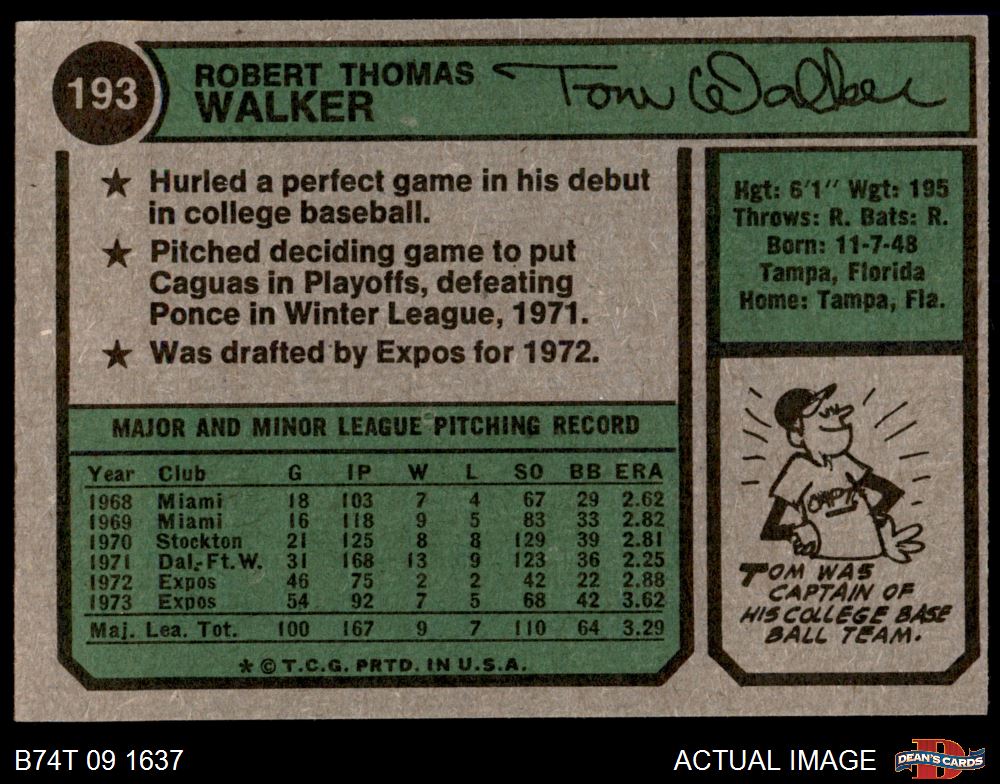 193
ROBERT THOMAS
WALKER
Tom Walker
★ Hurled a perfect game in his debut
in college baseball.
★ Pitched deciding game to put
Caguas in Playoffs, defeating
Ponce in Winter League, 1971.
★ Was drafted by Expos for 1972.
Hgt: 6'1" Wgt: 195
Throws: R. Bats: R.
Born: 11-7-48
Tampa, Florida
Home: Tampa, Fla.
MAJOR AND MINOR LEAGUE PITCHING RECORD
Year Club G IP W L SO BB ERA
1968 Miami 18 103 7 4 67 29 2.62
1969 Miami 16 118 9 5 83 33 2.82
1970 Stockton 21 125 8 8 129 39 2.81
1971 Dal.-Ft.W. 31 168 13 9 123 36 2.25
1972 Expos 46 75 2 2 42 22 2.88
1973 Expos 54 92 7 5 68 42 3.62
Maj. Lea. Tot. 100 167 9 7 110 64 3.29
* © T.C.G. PRTD. IN U.S.A.
CAPT.
TOM WAS
CAPTAIN OF
HIS COLLEGE BASE
BALL TEAM.
B74T 09 1637
ACTUAL IMAGE
DEAN'S CARDS